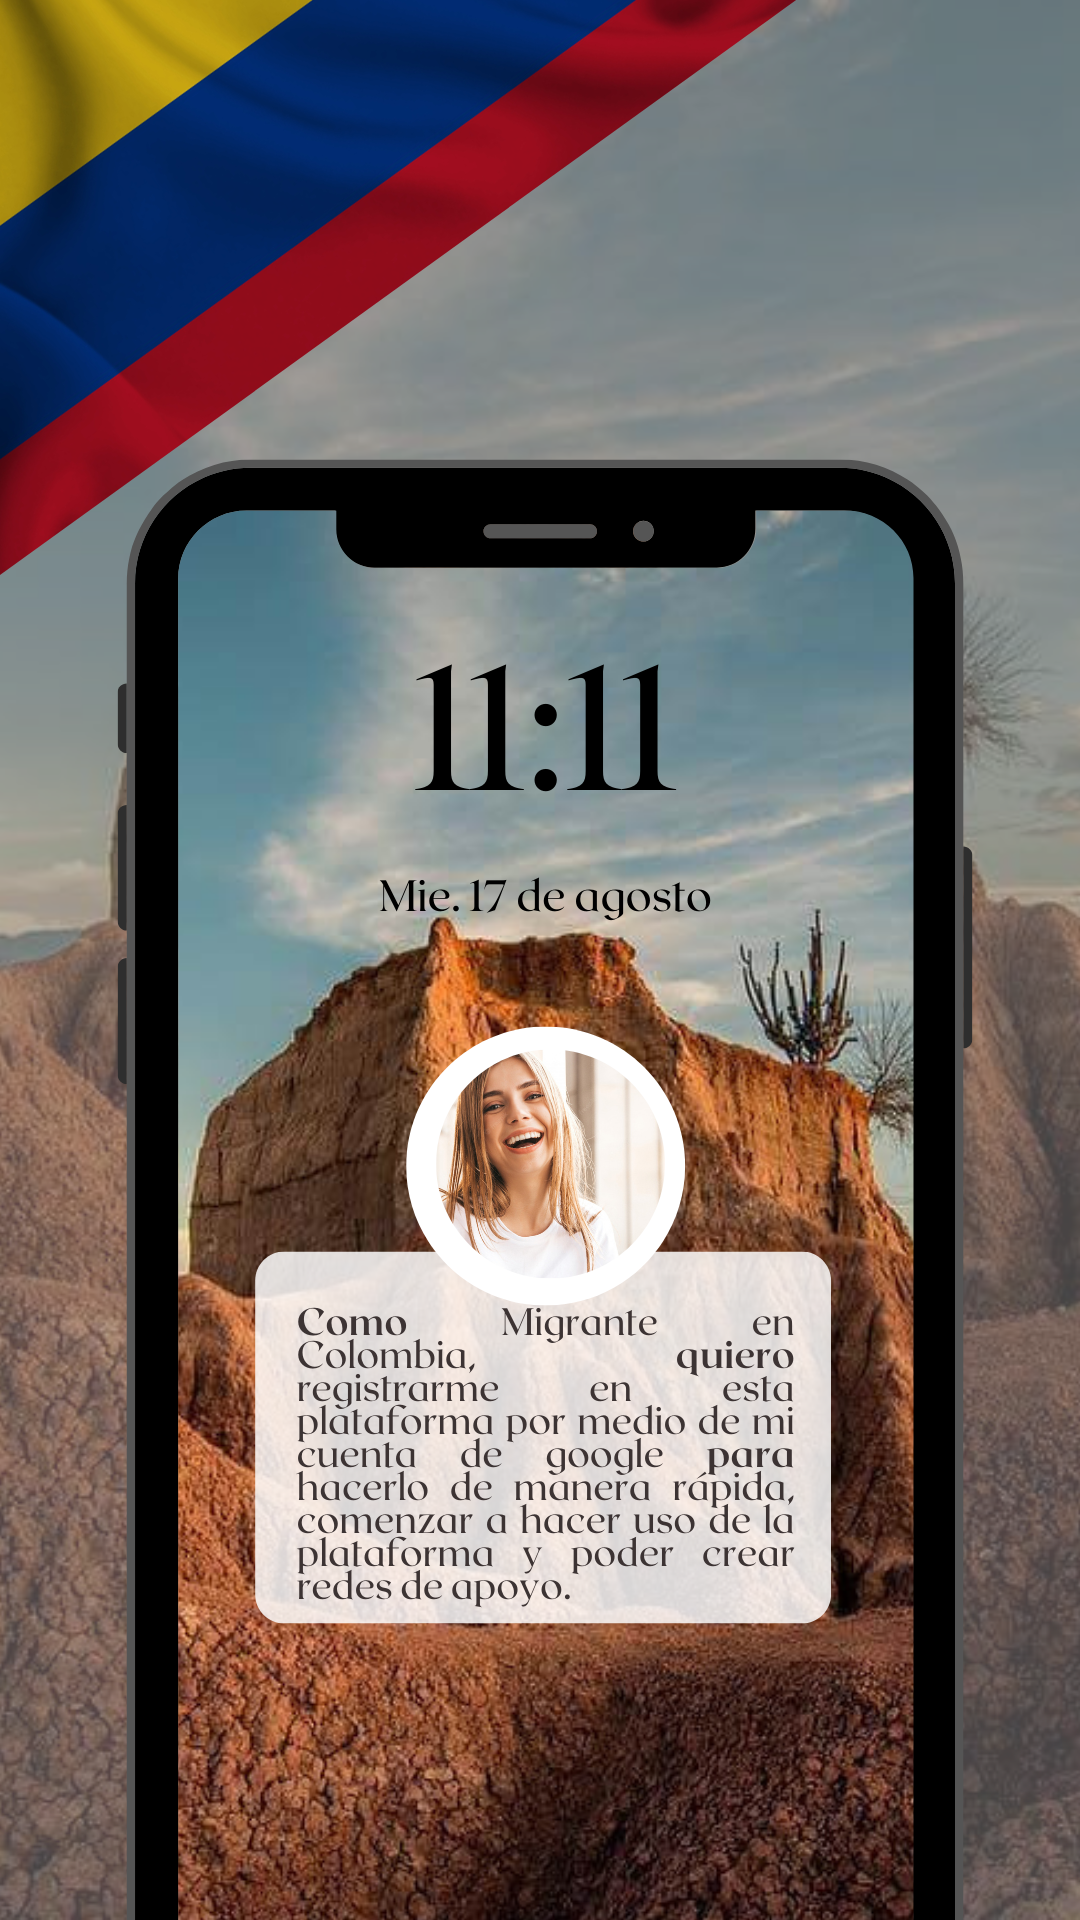 11:11
Mie. 17 de agosto
Como Migrante en
Colombia, quiero
registrarme en esta
plataforma por medio de mi
cuenta de google para
hacerlo de manera rápida,
comenzar a hacer uso de la
plataforma y poder crear
redes de apoyo.